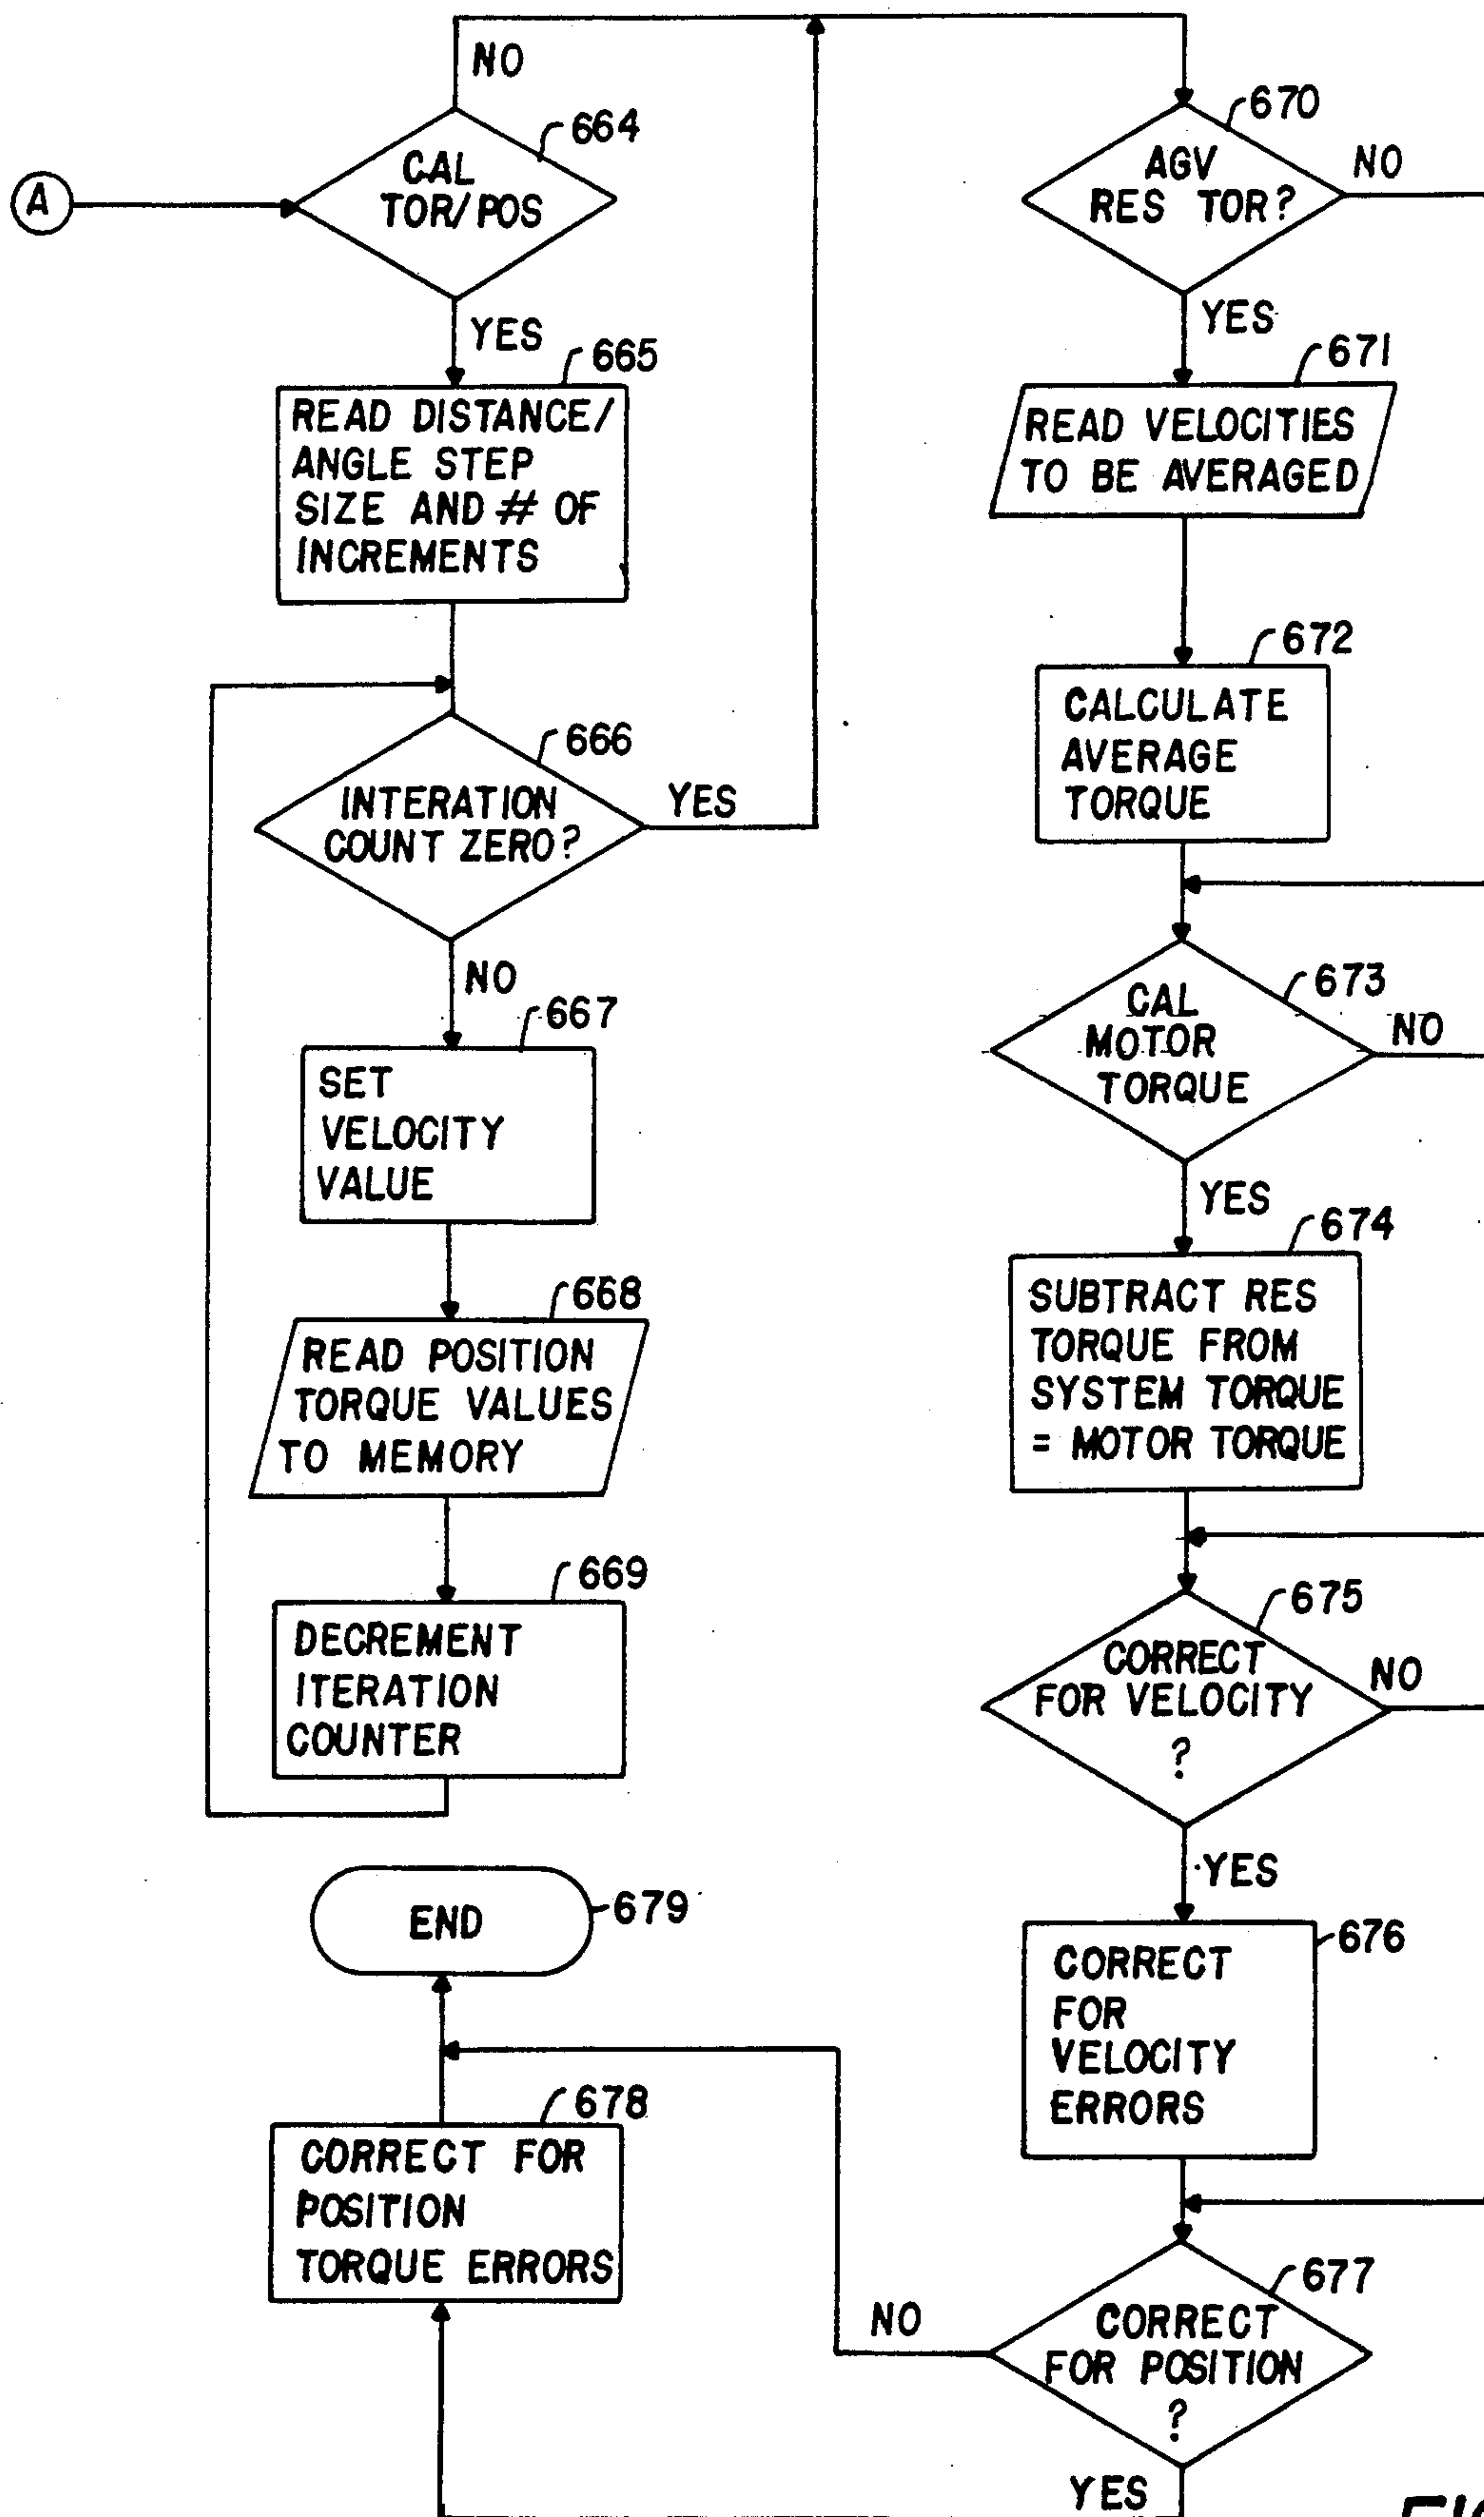 A
NO
664
CAL
TOR/POS
YES
665
READ DISTANCE/
ANGLE STEP
SIZE AND # OF
INCREMENTS
666
INTERATION
COUNT ZERO?
YES
NO
667
SET
VELOCITY
VALUE
668
READ POSITION
TORQUE VALUES
TO MEMORY
669
DECREMENT
ITERATION
COUNTER
670
AGV
RES TOR?
NO
YES
671
READ VELOCITIES
TO BE AVERAGED
672
CALCULATE
AVERAGE
TORQUE
673
CAL
MOTOR
TORQUE
NO
YES
674
SUBTRACT RES
TORQUE FROM
SYSTEM TORQUE
= MOTOR TORQUE
675
CORRECT
FOR VELOCITY
?
NO
YES
676
CORRECT
FOR
VELOCITY
ERRORS
677
CORRECT
FOR POSITION
?
NO
YES
678
CORRECT FOR
POSITION
TORQUE ERRORS
END
679